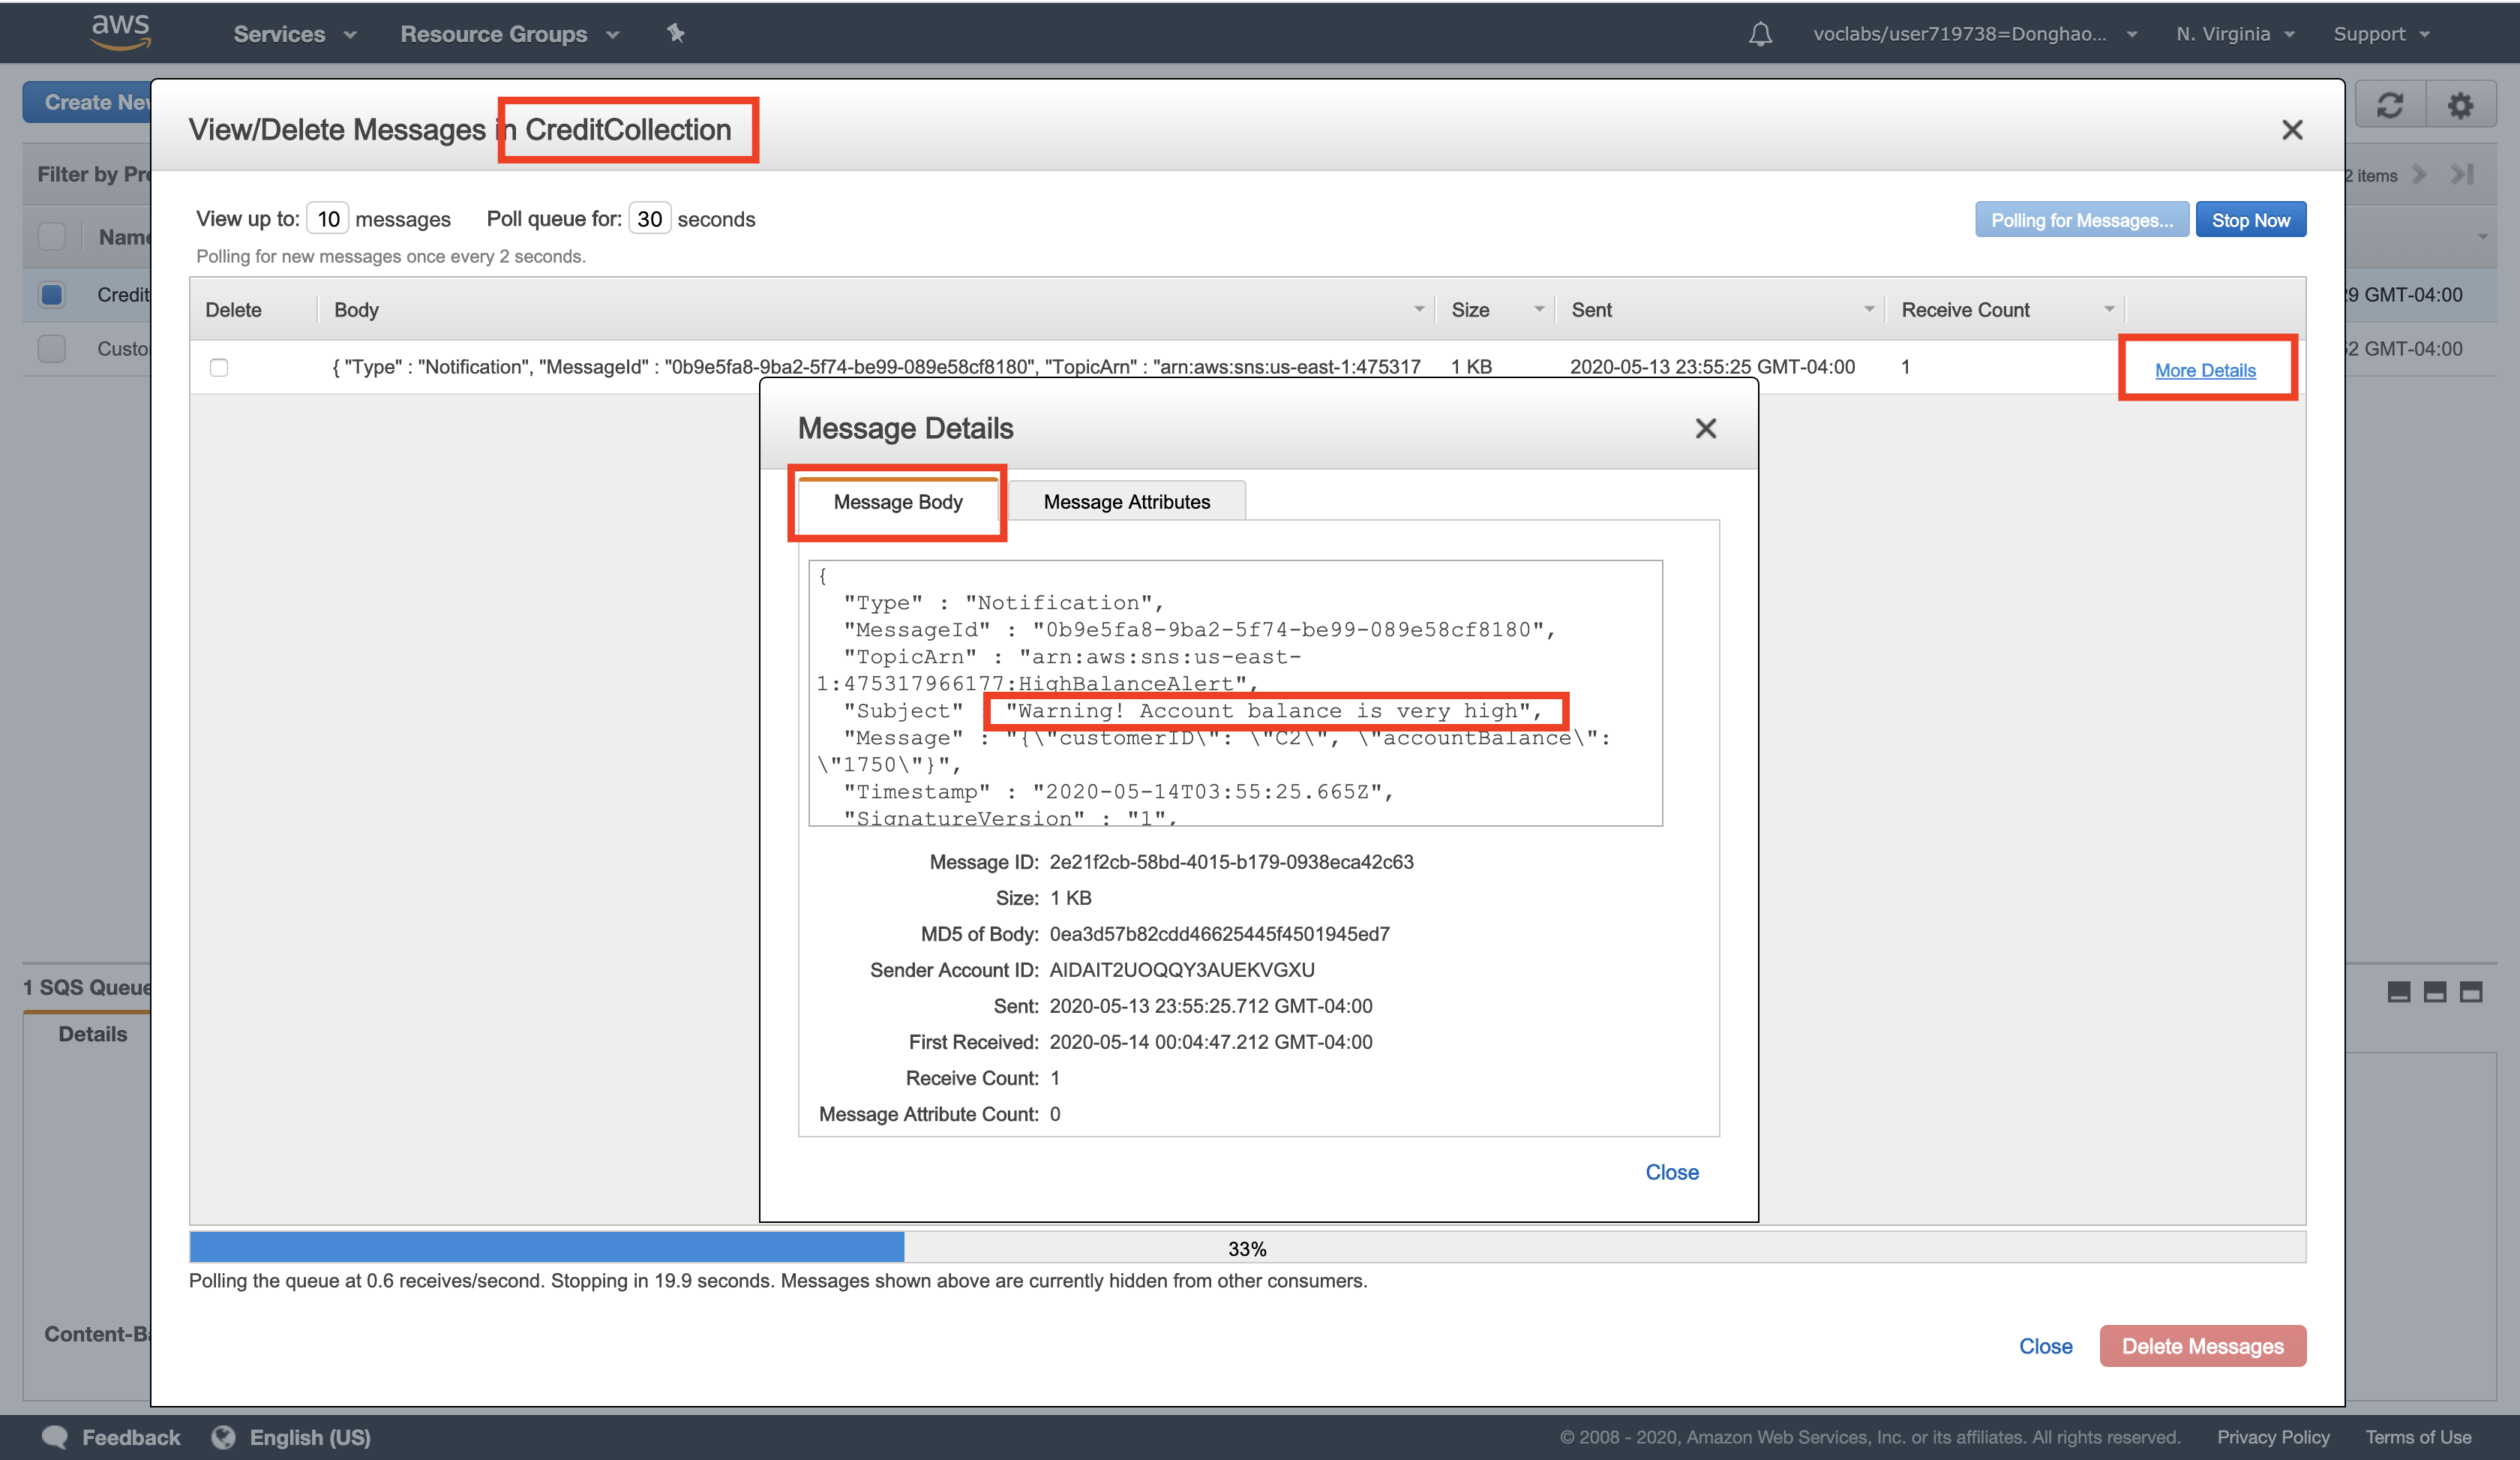 aws
Services
Resource Groups
voclabs/user719738=Donghao...
N. Virginia
Support
Create Nev
View/Delete Messages in CreditCollection
Filter by Pre
2 items
View up to: 10 messages
Poll queue for: 30 seconds
Polling for Messages...
Stop Now
Name
Polling for new messages once every 2 seconds.
Credit
29 GMT-04:00
Delete
Body
Size
Sent
Receive Count
Custo
52 GMT-04:00
{ "Type" : "Notification", "MessageId" : "0b9e5fa8-9ba2-5f74-be99-089e58cf8180", "TopicArn" : "arn:aws:sns:us-east-1:475317
1 KB
2020-05-13 23:55:25 GMT-04:00
1
More Details
Message Details
Message Body
Message Attributes
{
"Type" : "Notification",
"MessageId" : "0b9e5fa8-9ba2-5f74-be99-089e58cf8180",
"TopicArn" : "arn:aws:sns:us-east-
1:475317966177:HighBalanceAlert",
"Subject" "Warning! Account balance is very high",
"Message" : "{\"customerID\": \"C2\", \"accountBalance\":
\"1750\"}",
"Timestamp" : "2020-05-14T03:55:25.665Z",
"SignatureVersion" : "1",
Message ID: 2e21f2cb-58bd-4015-b179-0938eca42c63
Size: 1 KB
MD5 of Body: 0ea3d57b82cdd46625445f4501945ed7
Sender Account ID: AIDAIT2UOQQY3AUEKVGXU
Sent: 2020-05-13 23:55:25.712 GMT-04:00
First Received: 2020-05-14 00:04:47.212 GMT-04:00
Receive Count: 1
Message Attribute Count: 0
Close
1 SQS Queue
Details
Content-Ba
33%
Polling the queue at 0.6 receives/second. Stopping in 19.9 seconds. Messages shown above are currently hidden from other consumers.
Close
Delete Messages
Feedback
English (US)
© 2008 - 2020, Amazon Web Services, Inc. or its affiliates. All rights reserved.
Privacy Policy
Terms of Use